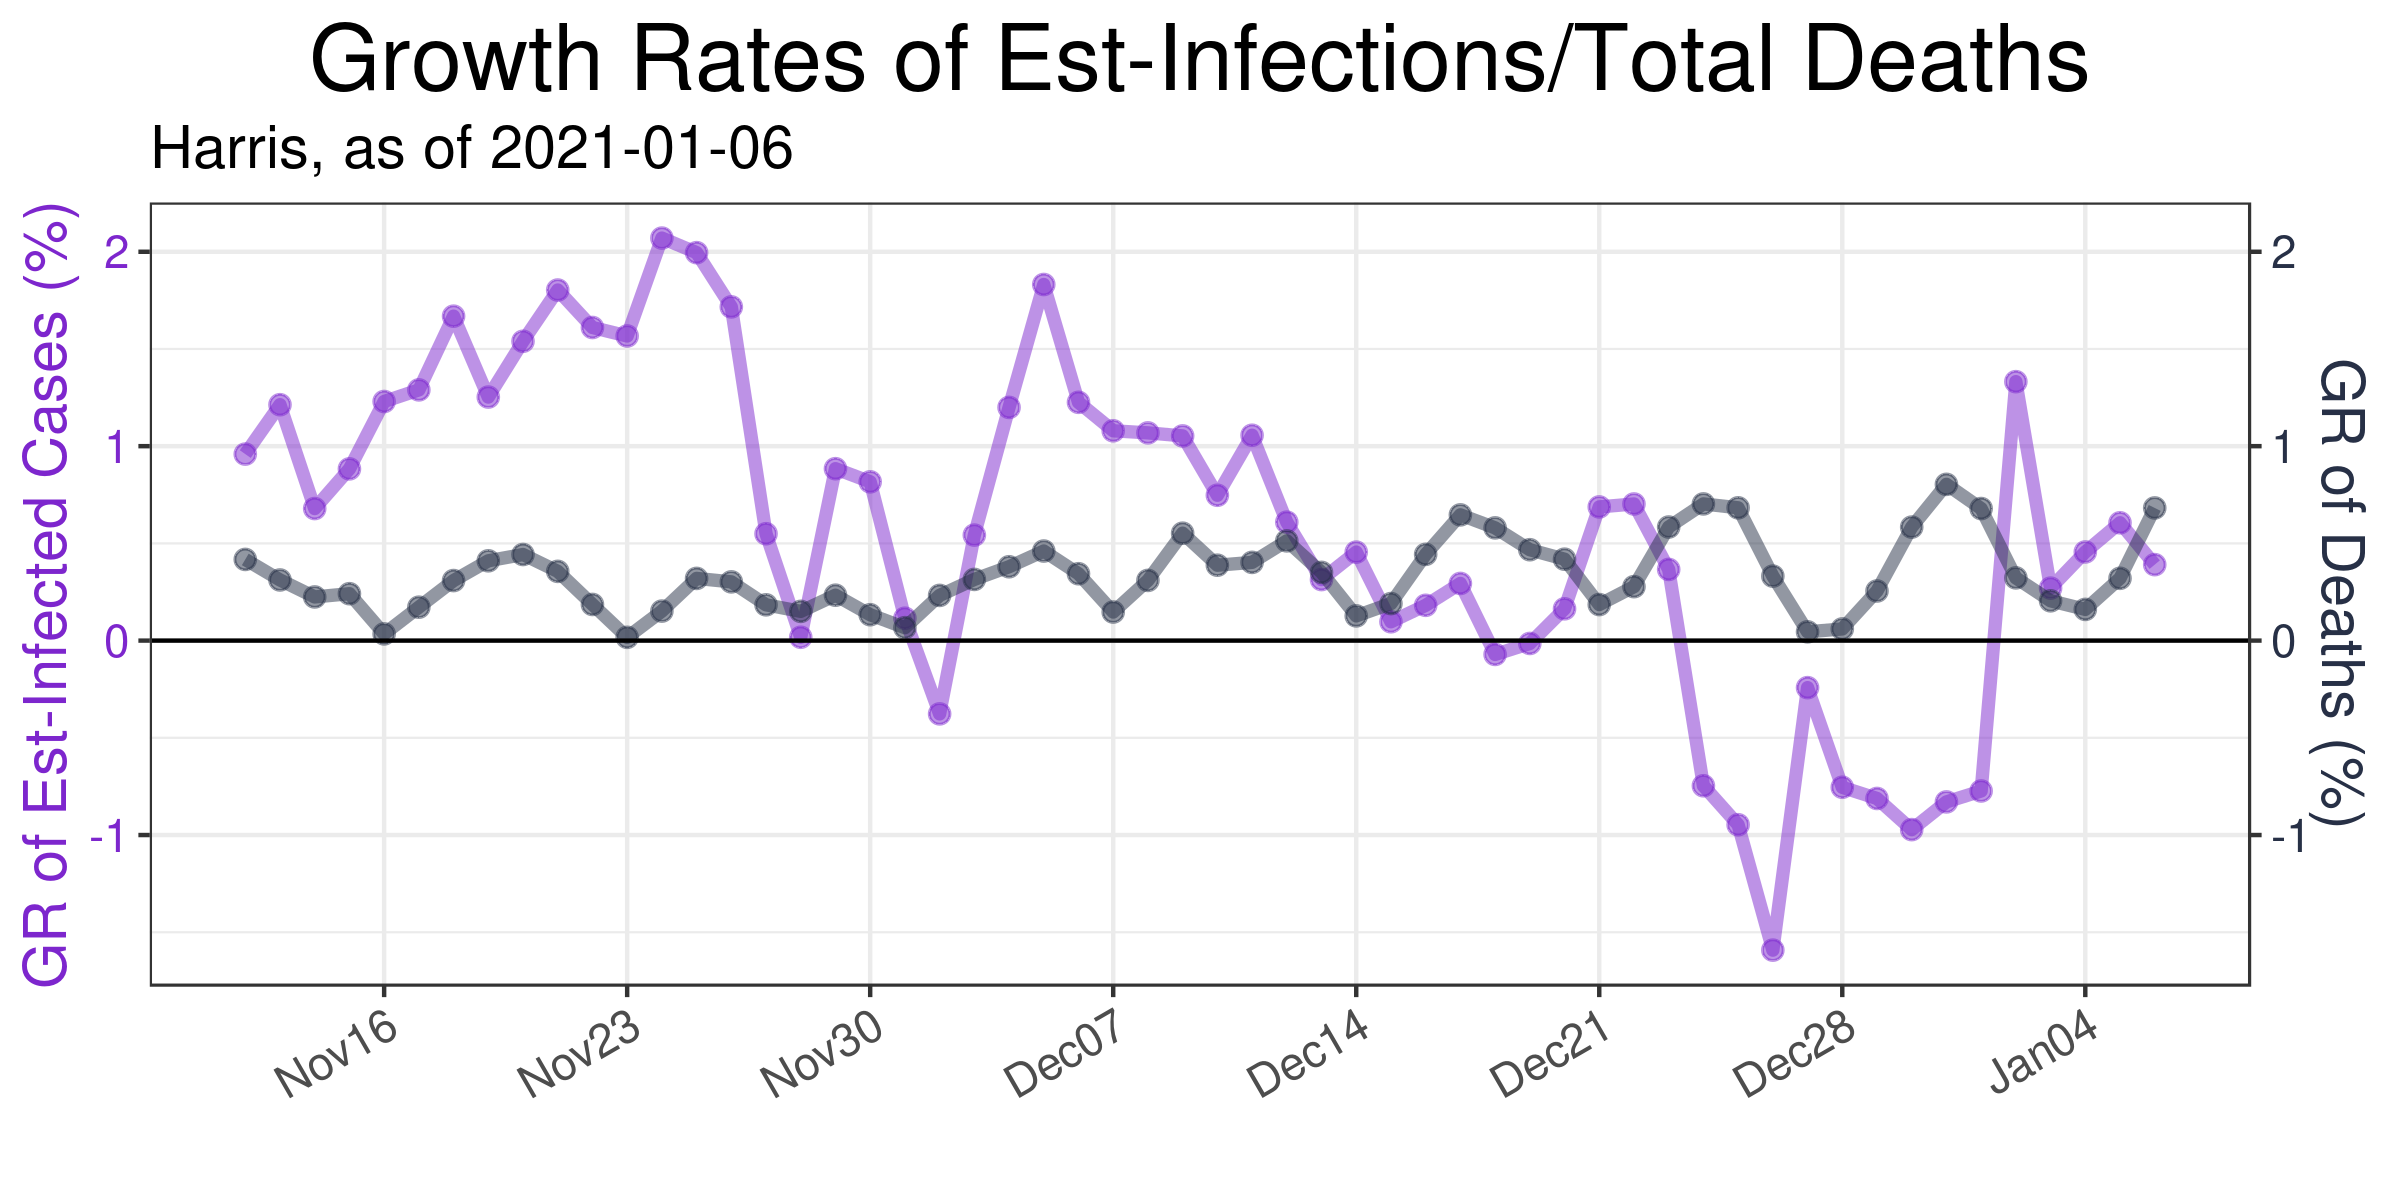 Growth Rates of Est-Infections/Total Deaths
Harris, as of 2021-01-06
GR of Est-Infected Cases (%)
2
1
0
-1
2
1
0
-1
GR of Deaths (%)
Nov16
Nov23
Nov30
Dec07
Dec14
Dec21
Dec28
Jan04